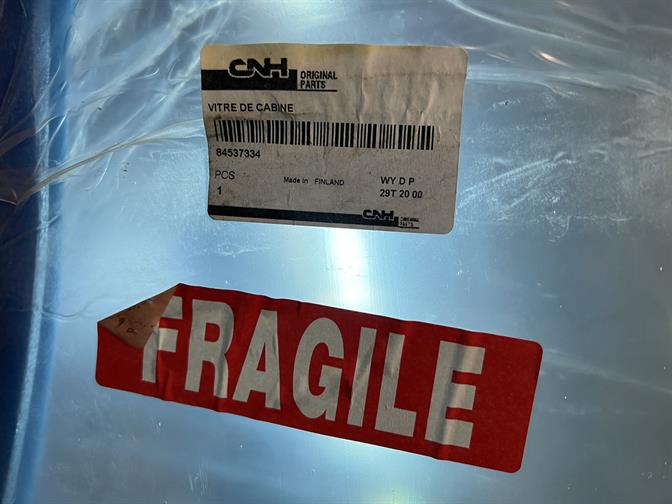 CNH ORIGINAL
PARTS
VITRE DE CABINE
84537334
PCS Made in FINLAND WY D P
1 29T 20 00
CNH
FRAGILE